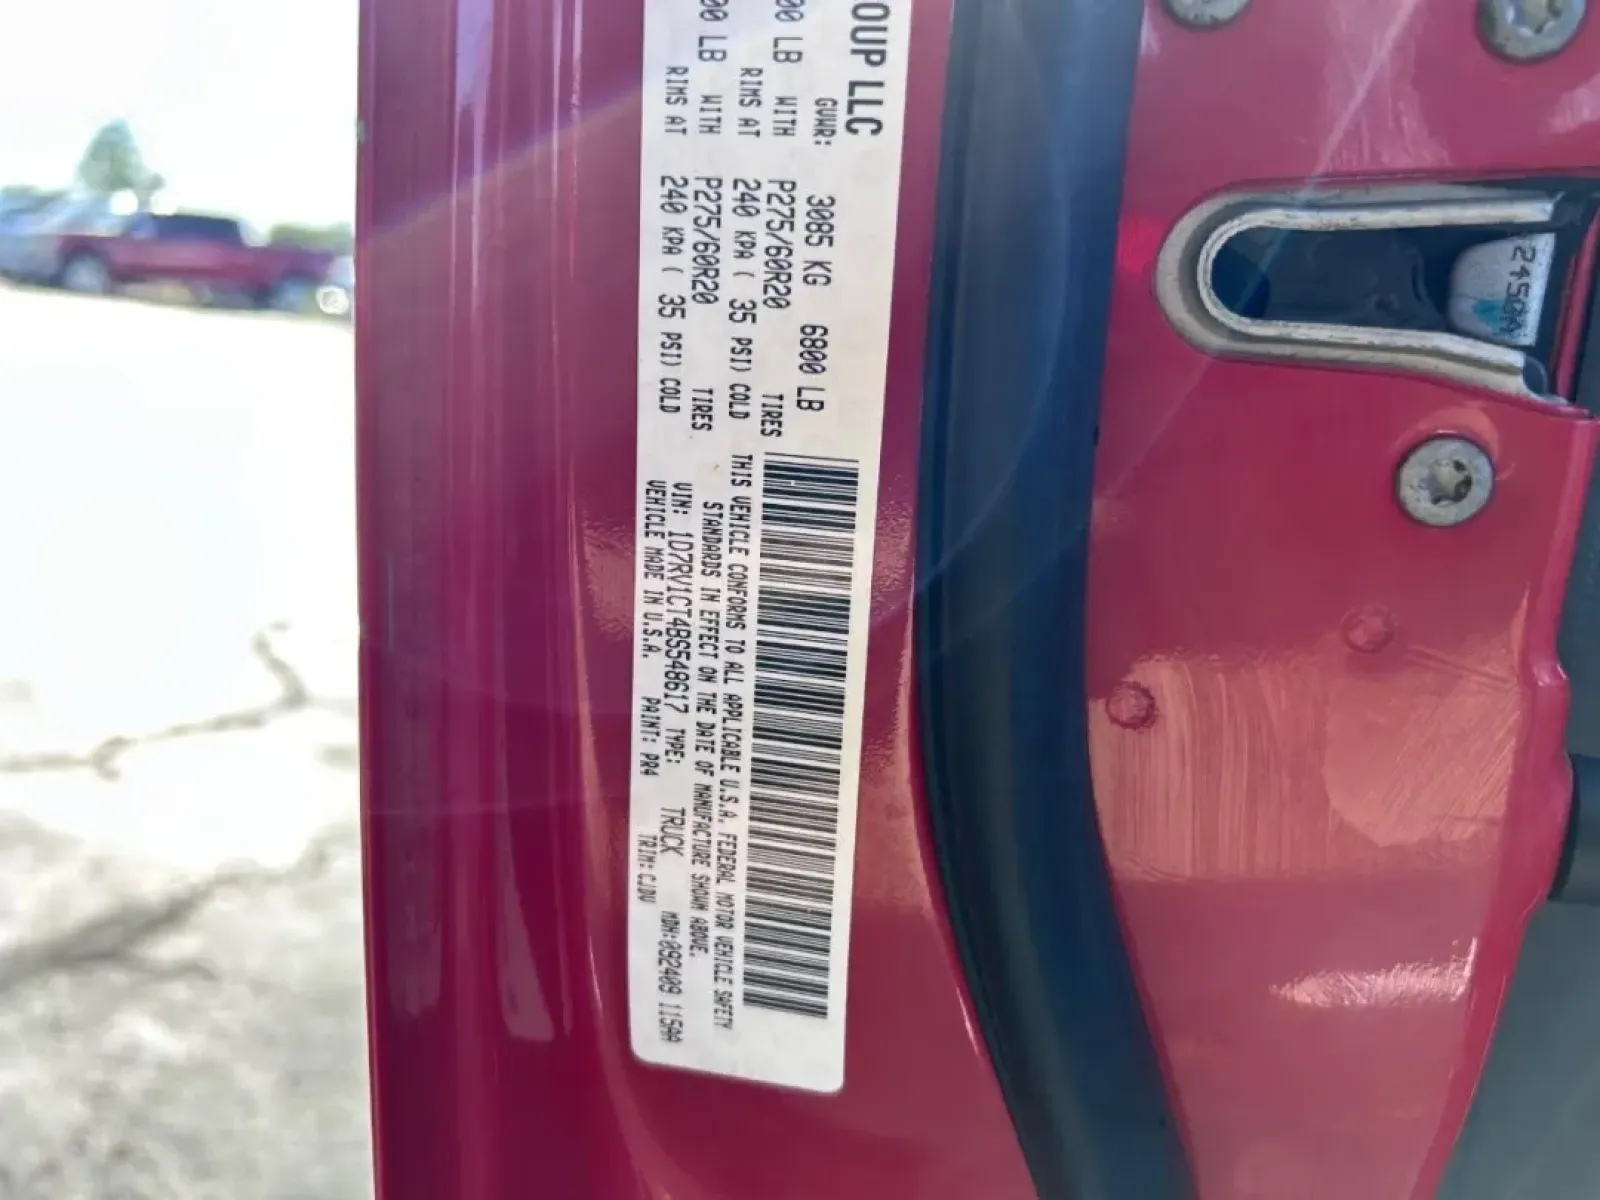 OUP LLC
GVWR: 3085 KG 6800 LB
00 LB WITH P275/60R20 TIRES
RIMS AT 240 KPA ( 35 PSI) COLD
00 LB WITH P275/60R20 TIRES
RIMS AT 240 KPA ( 35 PSI) COLD
THIS VEHICLE CONFORMS TO ALL APPLICABLE U.S.A. FEDERAL MOTOR VEHICLE SAFETY
STANDARDS IN EFFECT ON THE DATE OF MANUFACTURE SHOWN ABOVE.
VIN: 1D7RV1CT4BS548617 TYPE: TRUCK MDH:092409 115AA
VEHICLE MADE IN U.S.A. PAINT: PR4 TRIM:CJDV